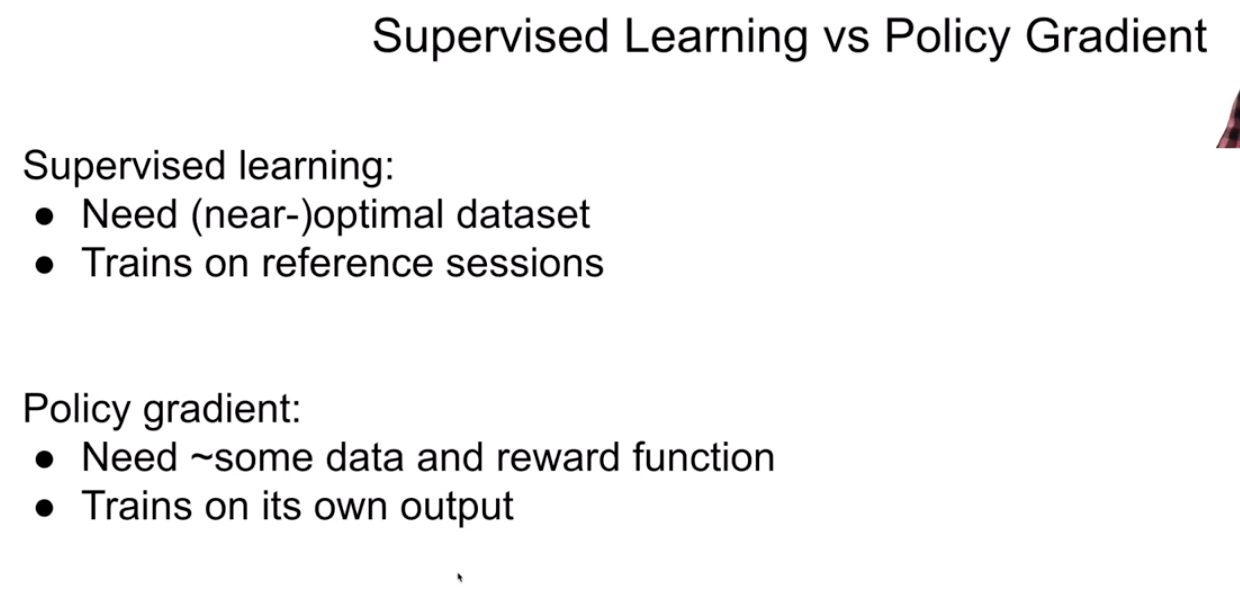 Supervised Learning vs Policy Gradient
Supervised learning:
● Need (near-)optimal dataset
● Trains on reference sessions
Policy gradient:
● Need ~some data and reward function
● Trains on its own output